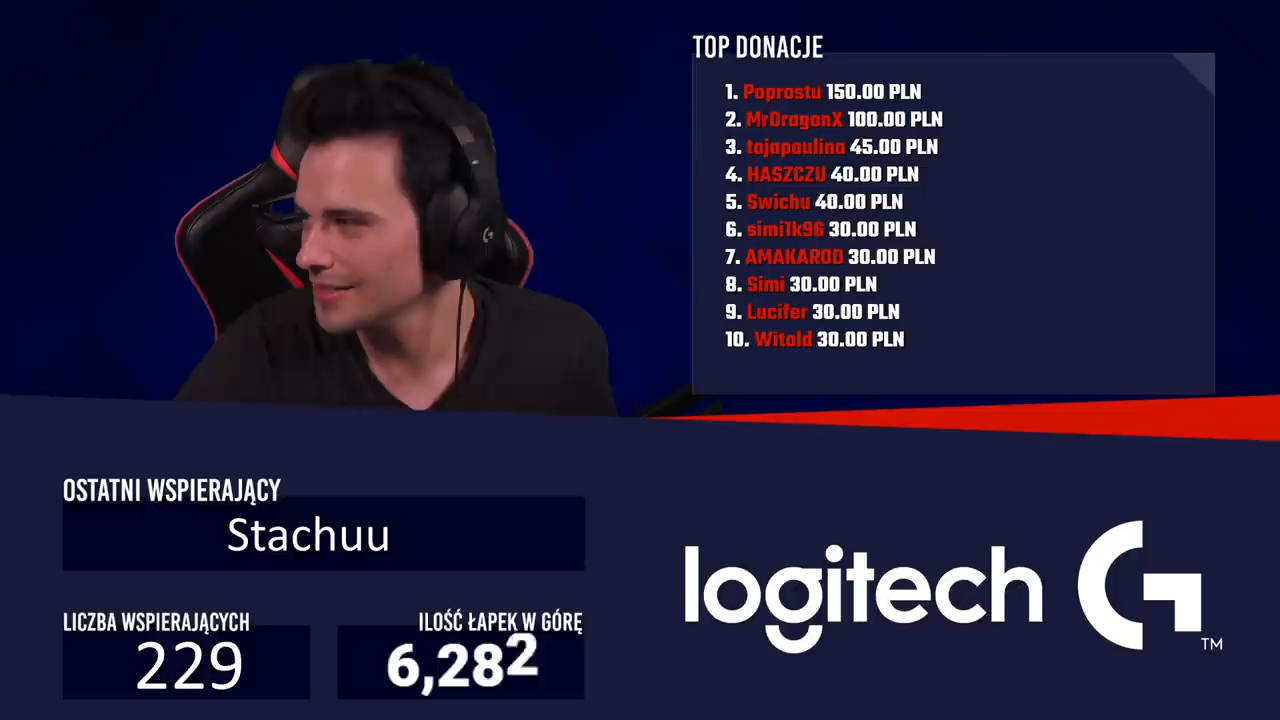 TOP DONACJE
1. Poprostu 150.00 PLN
2. MrDragonX 100.00 PLN
3. tojapaulina 45.00 PLN
4. HASZCZU 40.00 PLN
5. Swichu 40.00 PLN
6. simi1k96 30.00 PLN
7. AMAKAROD 30.00 PLN
8. Simi 30.00 PLN
9. Lucifer 30.00 PLN
10. Witold 30.00 PLN
OSTATNI WSPIERAJĄCY
Stachuu
LICZBA WSPIERAJĄCYCH
229
ILOŚĆ ŁAPEK W GÓRĘ
6,282
logitech G
TM